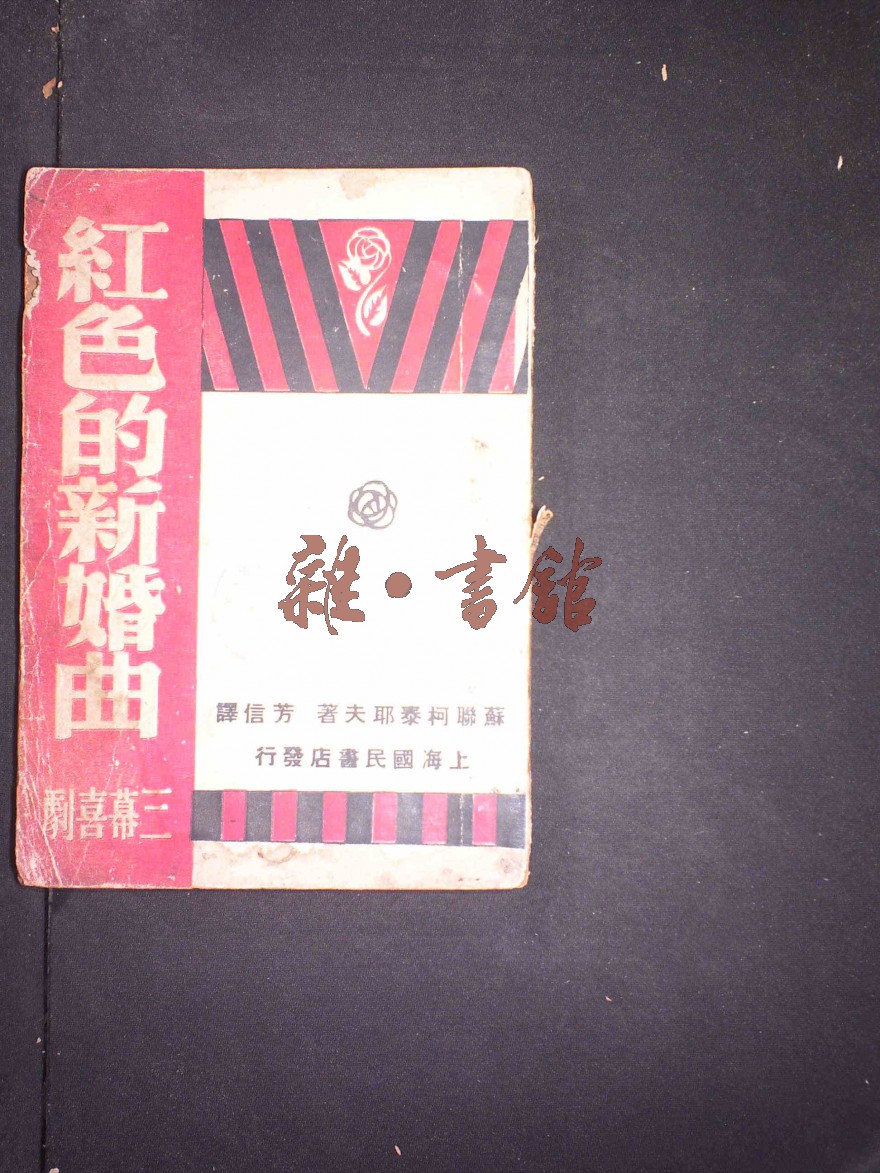 紅色的新婚曲
三幕喜劇
蘇聯柯泰耶夫著 芳信譯
上海國民書店發行
雜·書館